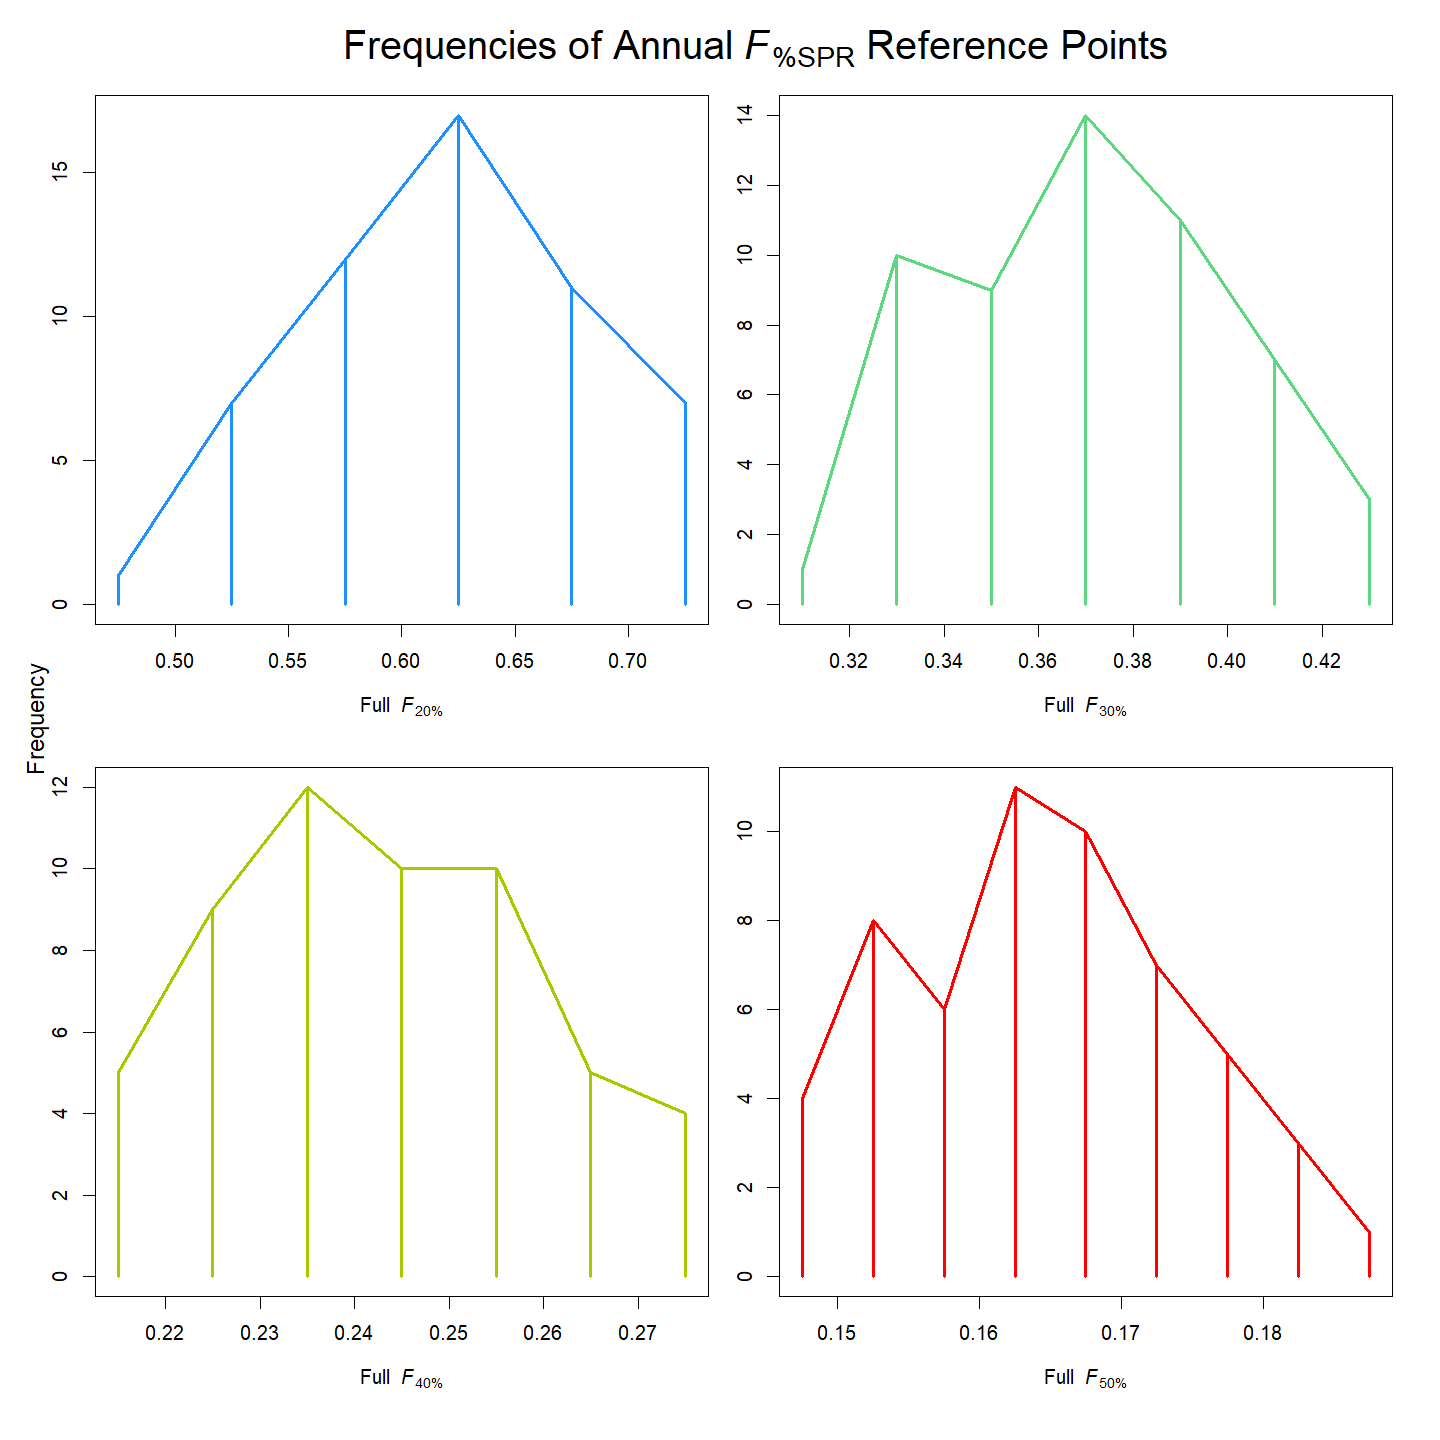 Frequencies of Annual F%SPR Reference Points
Frequency
0 5 10 15
0.50 0.55 0.60 0.65 0.70
Full F20%
0 2 4 6 8 10 12 14
0.32 0.34 0.36 0.38 0.40 0.42
Full F30%
0 2 4 6 8 10 12
0.22 0.23 0.24 0.25 0.26 0.27
Full F40%
0 2 4 6 8 10
0.15 0.16 0.17 0.18
Full F50%